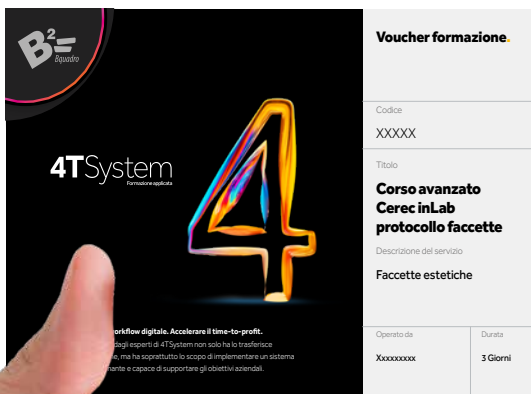 B2
Bquadro
4TSystem
Formazione applicata
orkflow digitale. Accelerare il time-to-profit.
dagli esperti di 4TSystem non solo ha lo trasferisce
ne, ma ha soprattutto lo scopo di implementare un sistema
nante e capace di supportare gli obiettivi aziendali.
4
Voucher formazione.
Codice
XXXXX
Titolo
Corso avanzato
Cerec inLab
protocollo faccette
Descrizione del servizio
Faccette estetiche
Operato da
Xxxxxxxxx
Durata
3 Giorni